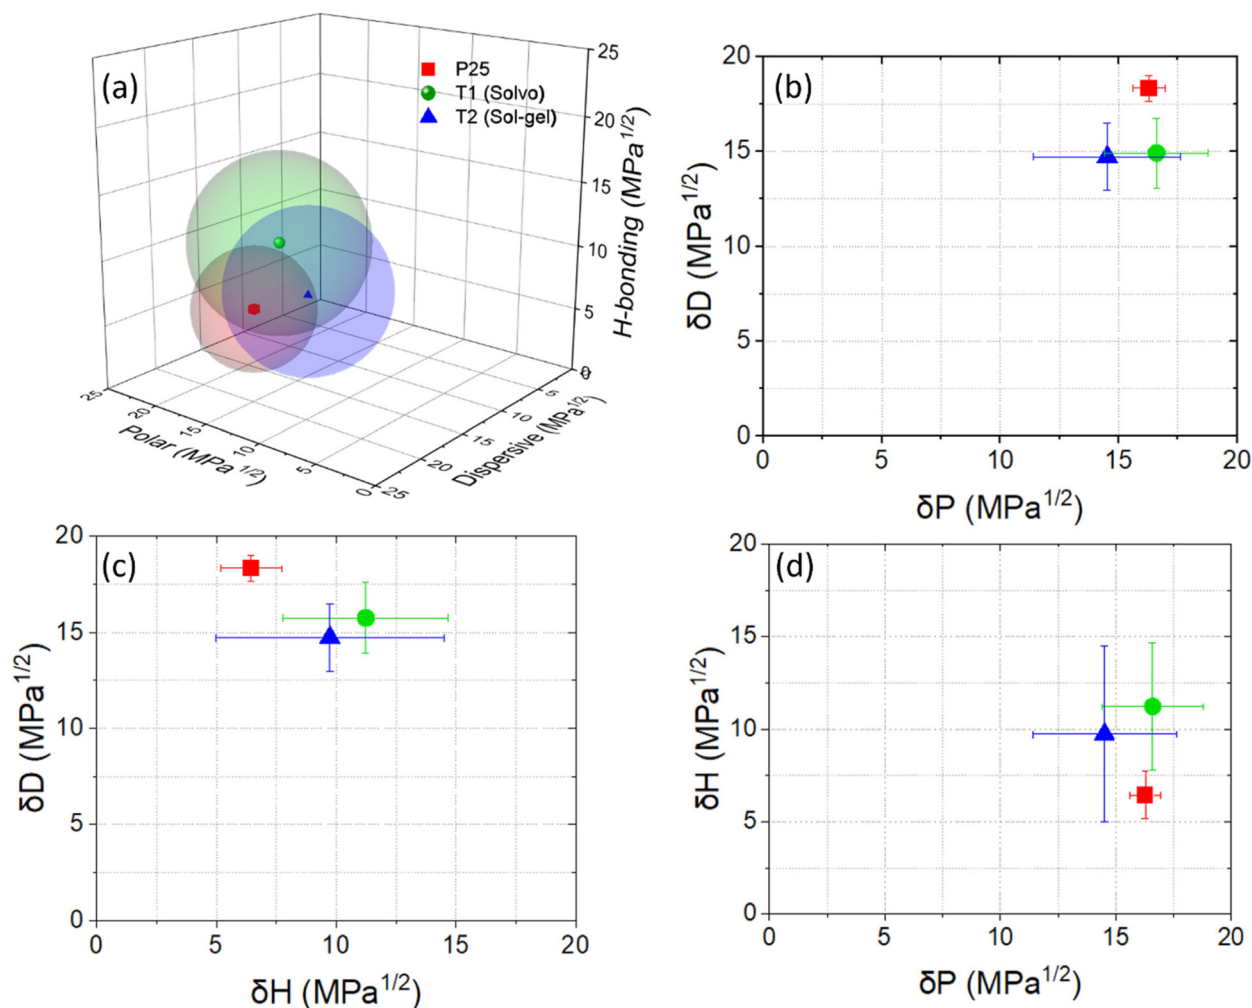 (a)
P25
T1 (Solvo)
T2 (Sol-gel)
25
20
15
10
5
0
H-bonding (MPa1/2)
25
20
15
10
5
0
Polar (MPa 1/2)
5
10
15
20
25
Dispersive (MPa1/2)
(b)
20
15
10
5
0
δD (MPa1/2)
0
5
10
15
20
δP (MPa1/2)
(c)
20
15
10
5
0
δD (MPa1/2)
0
5
10
15
20
δH (MPa1/2)
(d)
20
15
10
5
0
δH (MPa1/2)
0
5
10
15
20
δP (MPa1/2)